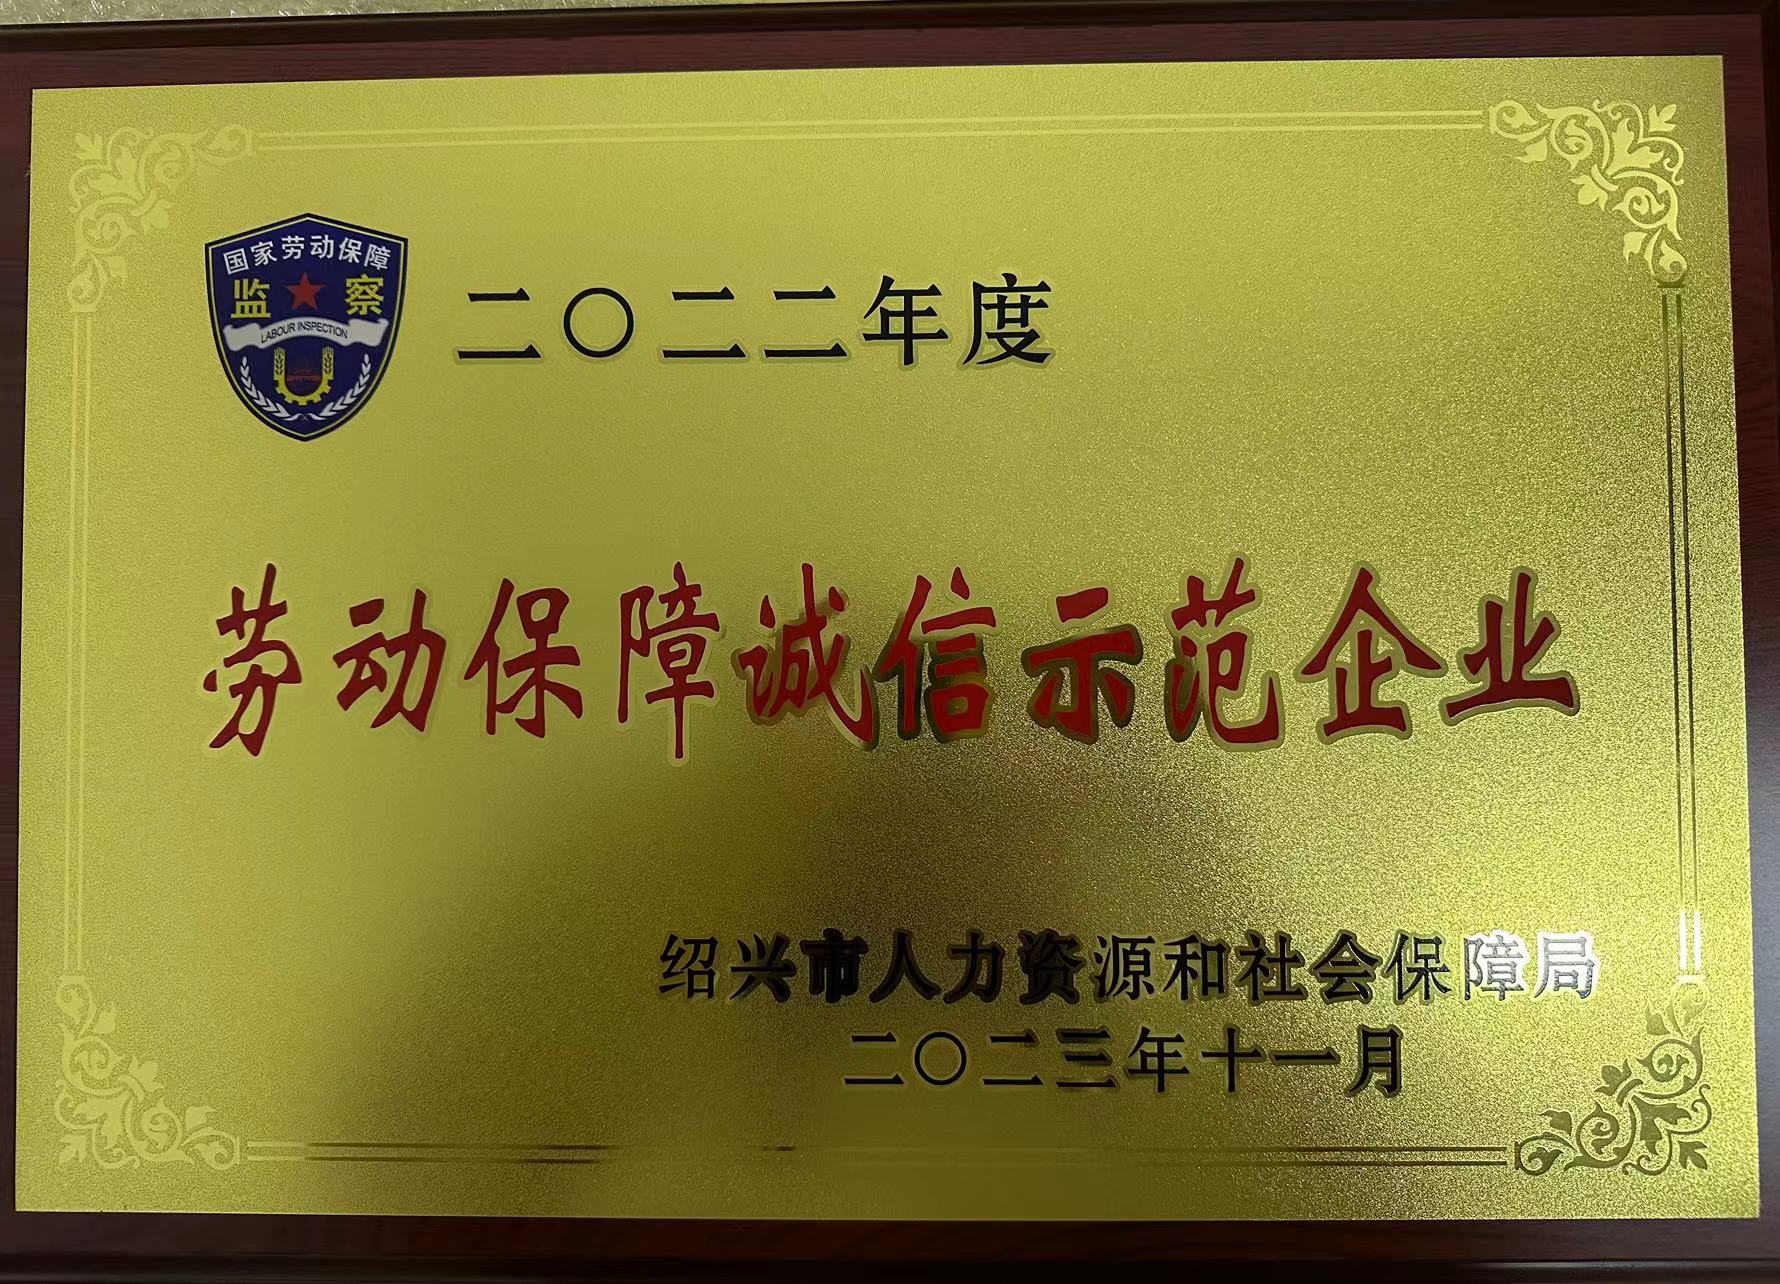 国家劳动保障
监察
LABOUR INSPECTION
二〇二二年度
劳动保障诚信示范企业
绍兴市人力资源和社会保障局
二〇二三年十一月